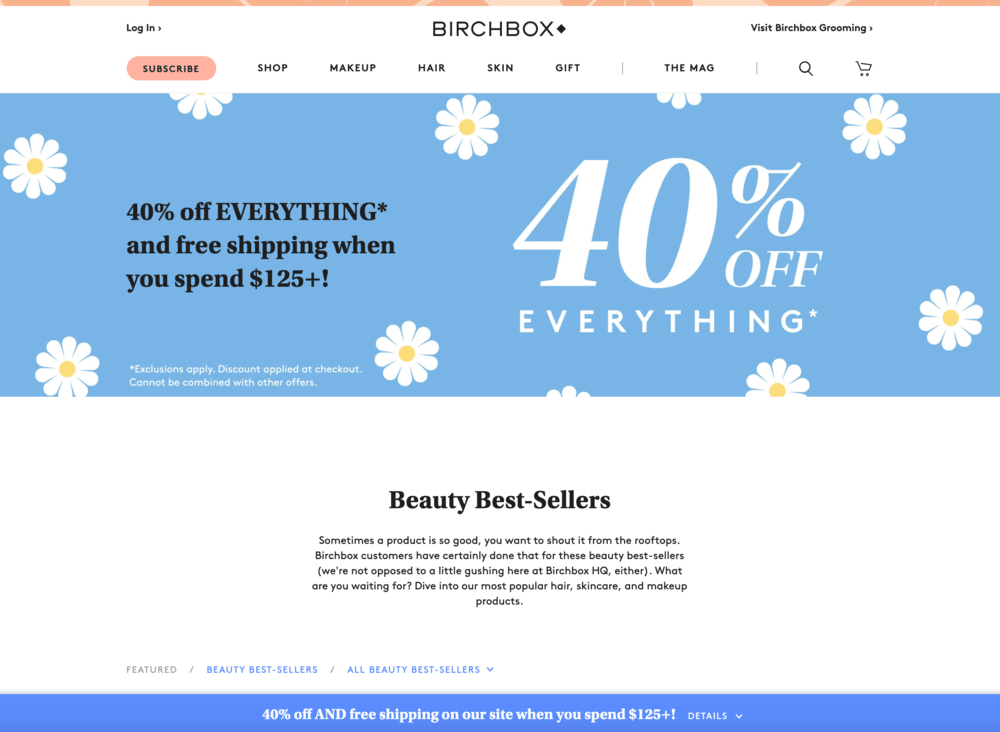 Log In ›
BIRCHBOX
Visit Birchbox Grooming ›
SUBSCRIBE
SHOP
MAKEUP
HAIR
SKIN
GIFT
THE MAG
40% off EVERYTHING*
and free shipping when
you spend $125+!
*Exclusions apply. Discount applied at checkout.
Cannot be combined with other offers.
40%
OFF
EVERYTHING*
Beauty Best-Sellers
Sometimes a product is so good, you want to shout it from the rooftops.
Birchbox customers have certainly done that for these beauty best-sellers
(we're not opposed to a little gushing here at Birchbox HQ, either). What
are you waiting for? Dive into our most popular hair, skincare, and makeup
products.
FEATURED / BEAUTY BEST-SELLERS / ALL BEAUTY BEST-SELLERS
40% off AND free shipping on our site when you spend $125+! DETAILS